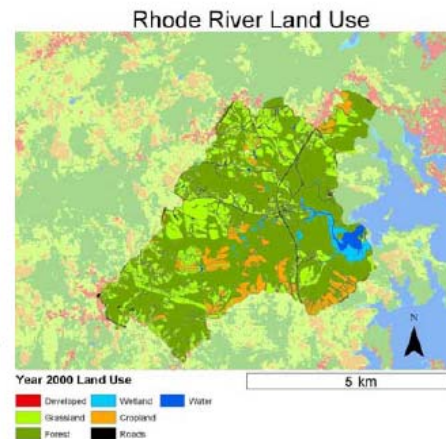 Rhode River Land Use
N
Year 2000 Land Use
5 km
Developed
Wetland
Water
Grassland
Cropland
Forest
Roads